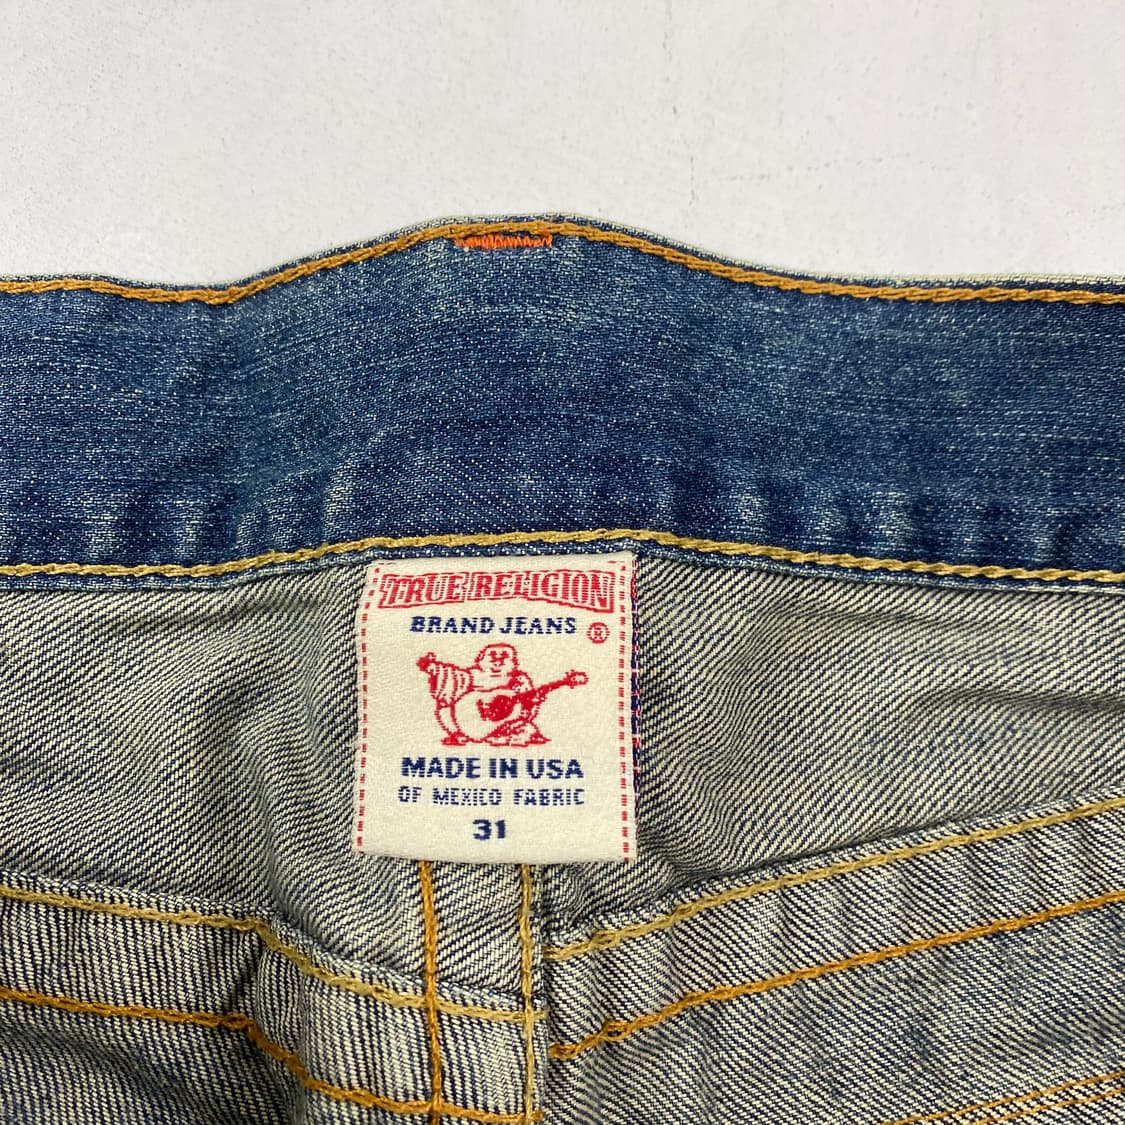 TRUE RELIGION
BRAND JEANS ®
MADE IN USA
OF MEXICO FABRIC
31